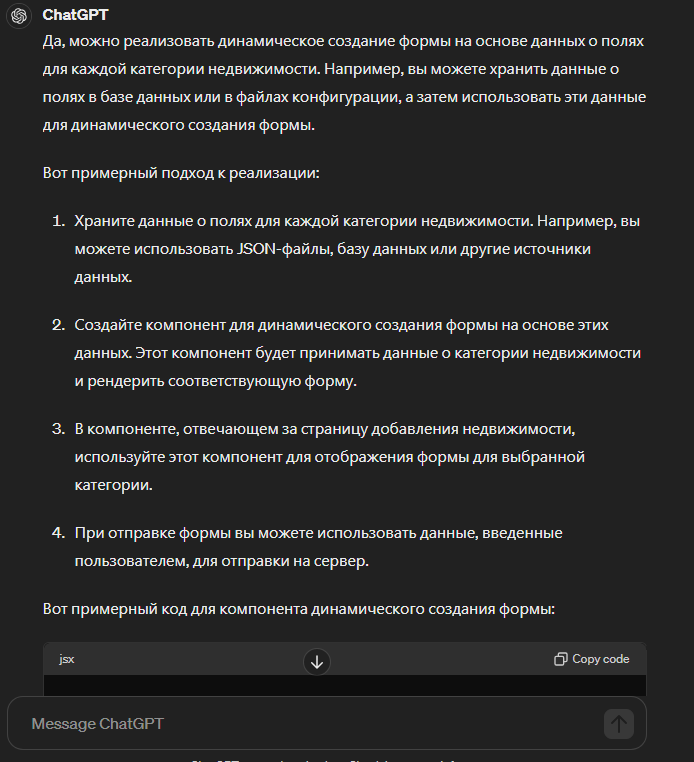 ChatGPT
Да, можно реализовать динамическое создание формы на основе данных о полях
для каждой категории недвижимости. Например, вы можете хранить данные о
полях в базе данных или в файлах конфигурации, а затем использовать эти данные
для динамического создания формы.
Вот примерный подход к реализации:
1. Храните данные о полях для каждой категории недвижимости. Например, вы
можете использовать JSON-файлы, базу данных или другие источники
данных.
2. Создайте компонент для динамического создания формы на основе этих
данных. Этот компонент будет принимать данные о категории недвижимости
и рендерить соответствующую форму.
3. В компоненте, отвечающем за страницу добавления недвижимости,
используйте этот компонент для отображения формы для выбранной
категории.
4. При отправке формы вы можете использовать данные, введенные
пользователем, для отправки на сервер.
Вот примерный код для компонента динамического создания формы:
jsx Copy code
Message ChatGPT